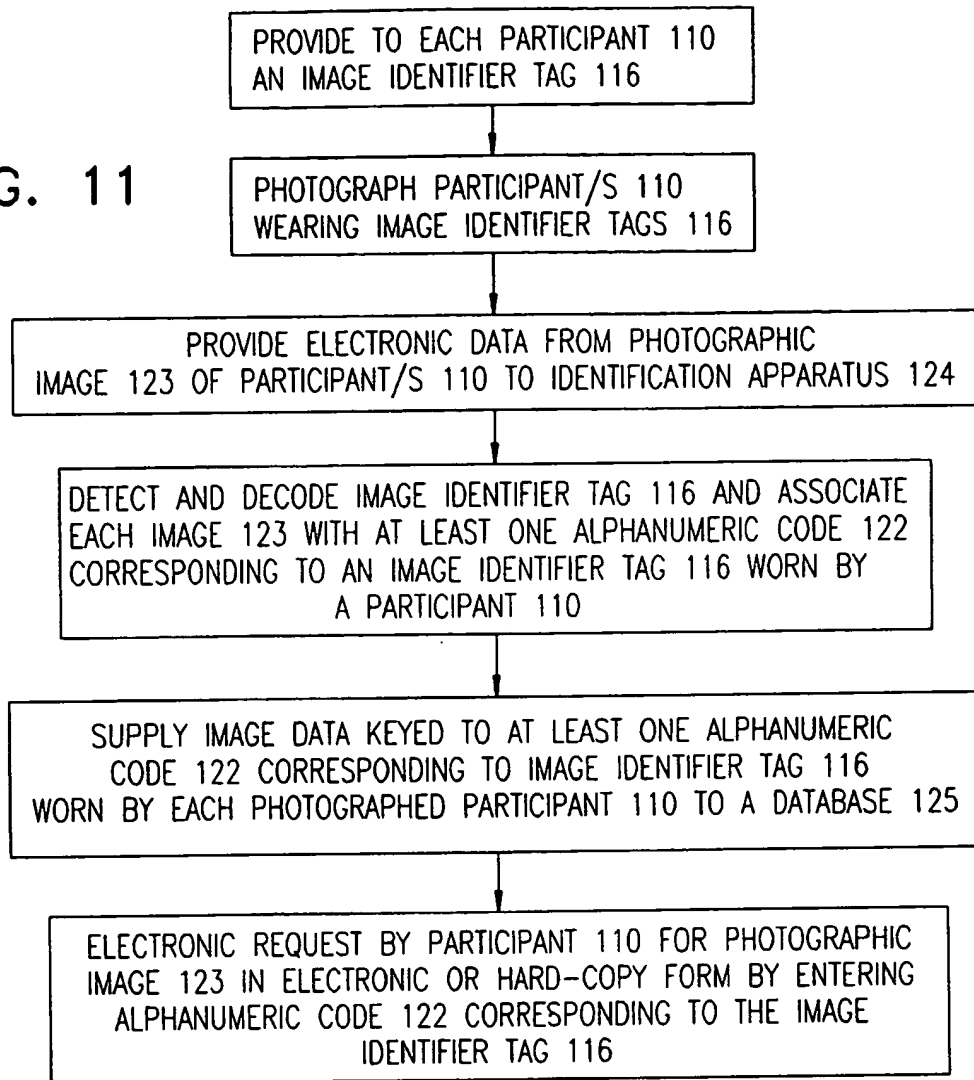 PROVIDE TO EACH PARTICIPANT 110
AN IMAGE IDENTIFIER TAG 116
G. 11
PHOTOGRAPH PARTICIPANT/S 110
WEARING IMAGE IDENTIFIER TAGS 116
PROVIDE ELECTRONIC DATA FROM PHOTOGRAPHIC
IMAGE 123 OF PARTICIPANT/S 110 TO IDENTIFICATION APPARATUS 124
DETECT AND DECODE IMAGE IDENTIFIER TAG 116 AND ASSOCIATE
EACH IMAGE 123 WITH AT LEAST ONE ALPHANUMERIC CODE 122
CORRESPONDING TO AN IMAGE IDENTIFIER TAG 116 WORN BY
A PARTICIPANT 110
SUPPLY IMAGE DATA KEYED TO AT LEAST ONE ALPHANUMERIC
CODE 122 CORRESPONDING TO IMAGE IDENTIFIER TAG 116
WORN BY EACH PHOTOGRAPHED PARTICIPANT 110 TO A DATABASE 125
ELECTRONIC REQUEST BY PARTICIPANT 110 FOR PHOTOGRAPHIC
IMAGE 123 IN ELECTRONIC OR HARD-COPY FORM BY ENTERING
ALPHANUMERIC CODE 122 CORRESPONDING TO THE IMAGE
IDENTIFIER TAG 116